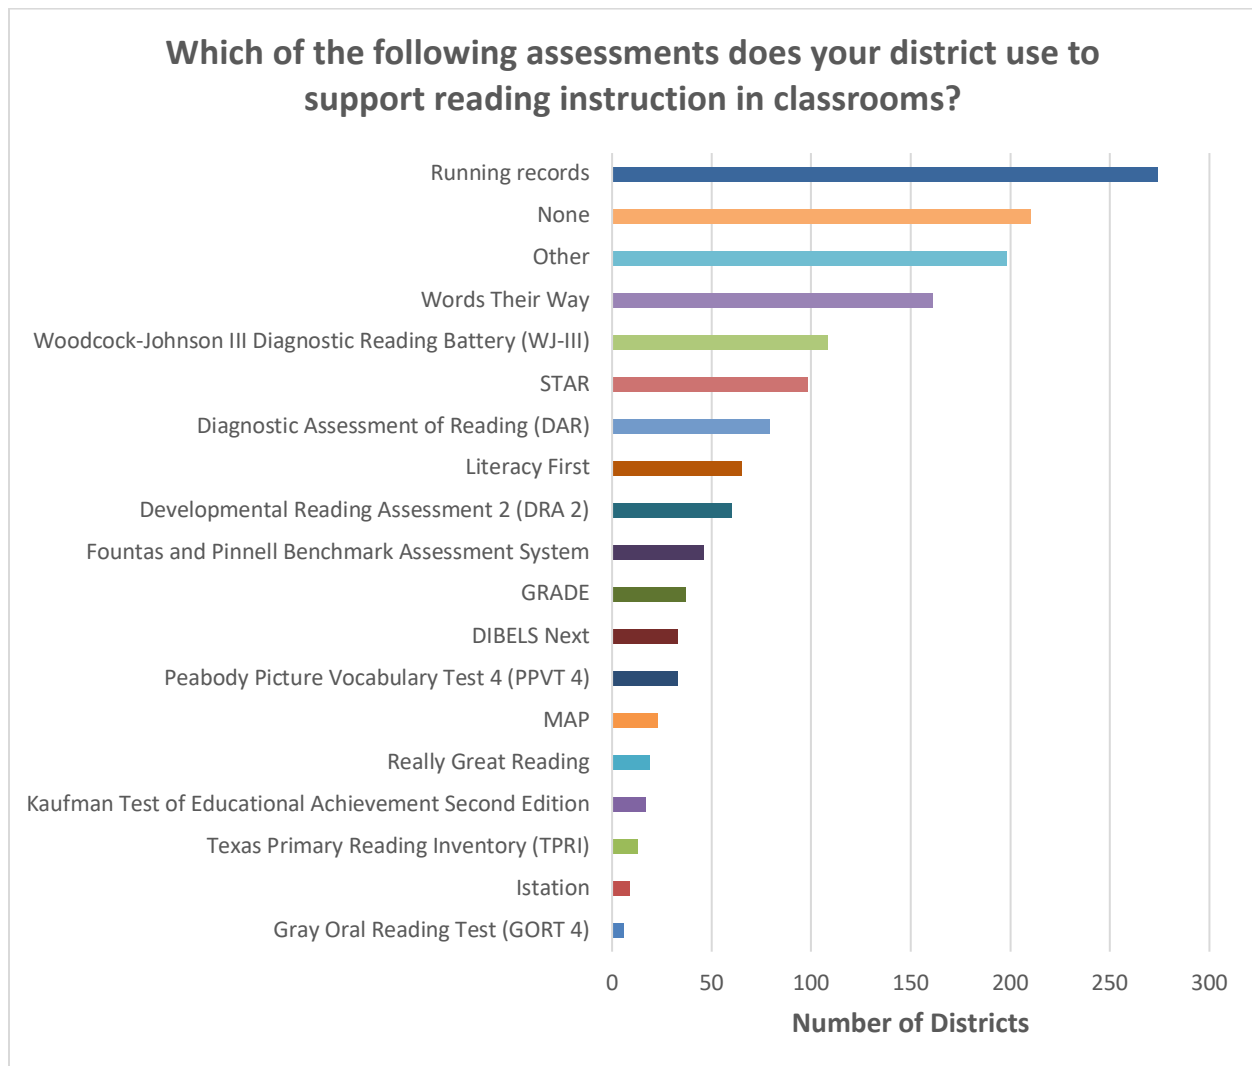 Which of the following assessments does your district use to
support reading instruction in classrooms?
Running records
None
Other
Words Their Way
Woodcock-Johnson III Diagnostic Reading Battery (WJ-III)
STAR
Diagnostic Assessment of Reading (DAR)
Literacy First
Developmental Reading Assessment 2 (DRA 2)
Fountas and Pinnell Benchmark Assessment System
GRADE
DIBELS Next
Peabody Picture Vocabulary Test 4 (PPVT 4)
MAP
Really Great Reading
Kaufman Test of Educational Achievement Second Edition
Texas Primary Reading Inventory (TPRI)
Istation
Gray Oral Reading Test (GORT 4)
0 50 100 150 200 250 300
Number of Districts